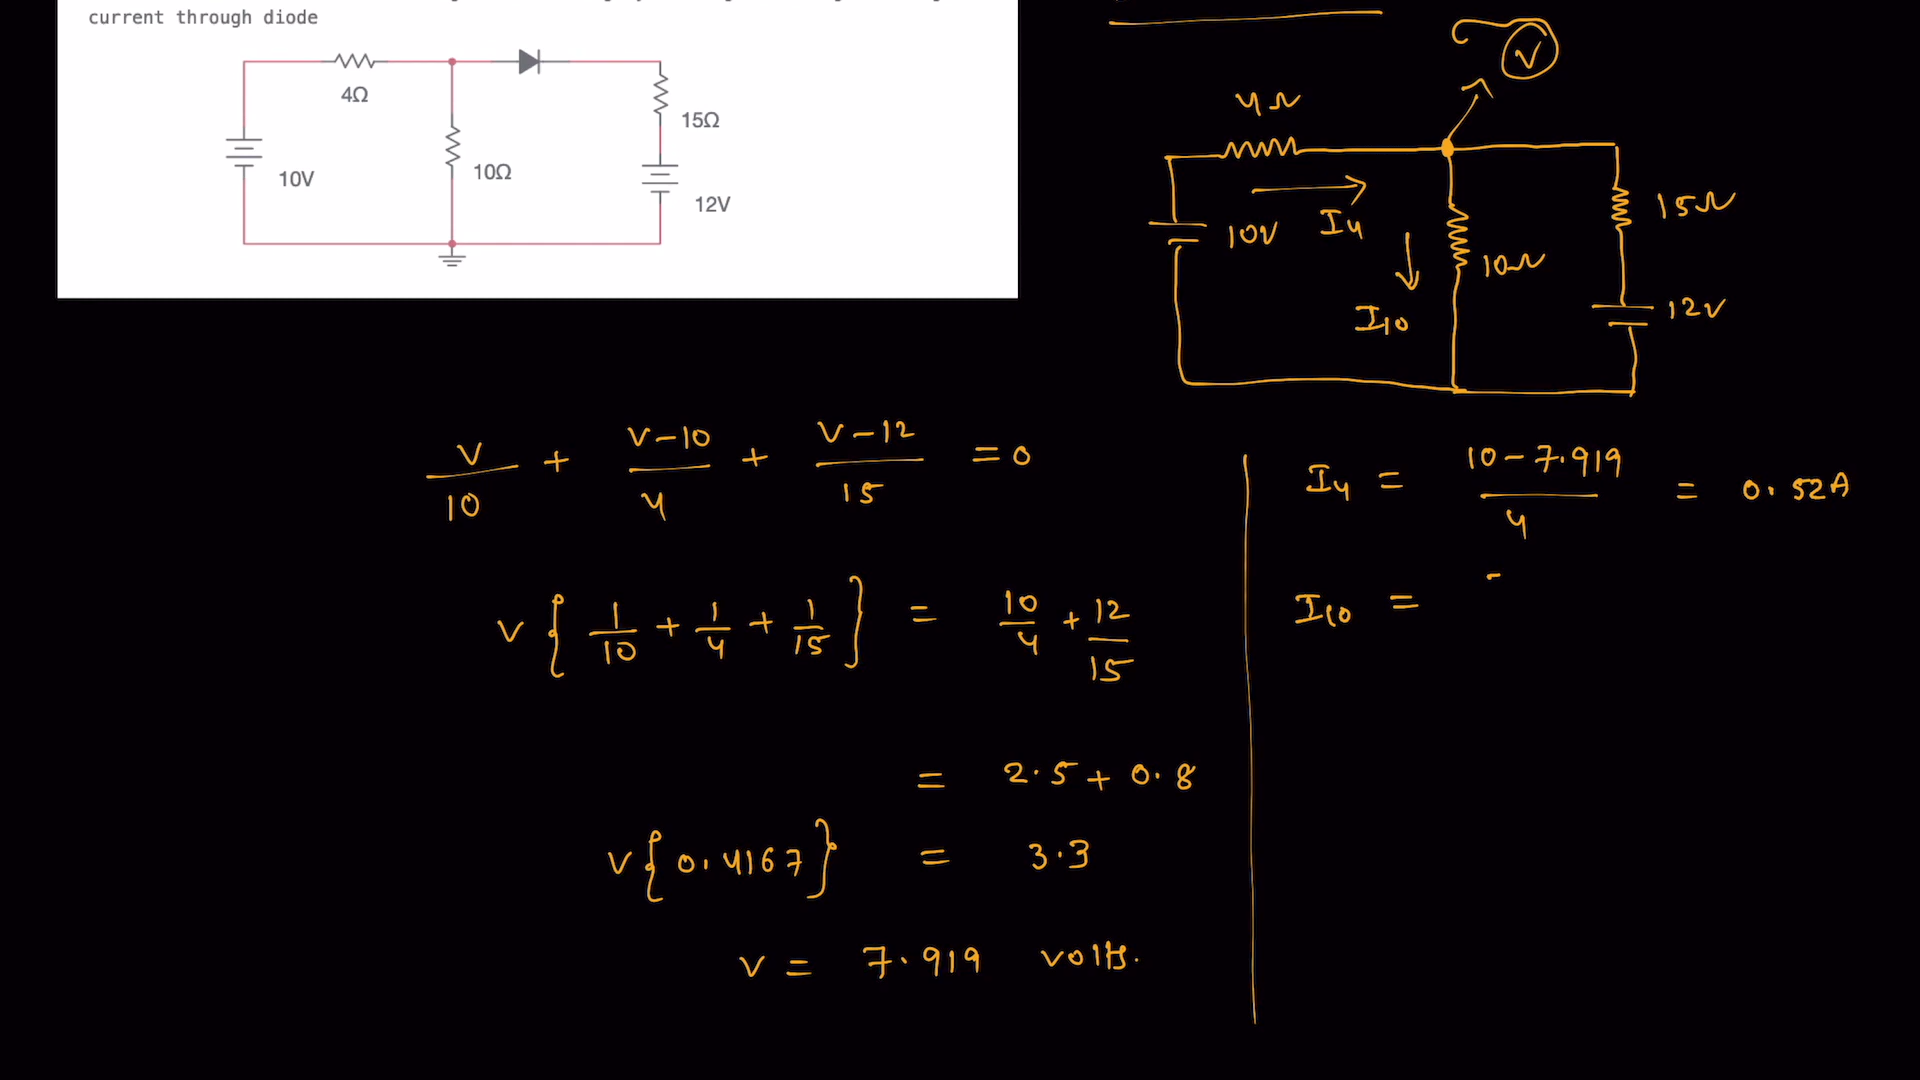 current through diode
4Ω
10V
10Ω
15Ω
12V
V
4Ω
10V
I4
I10
10Ω
15Ω
12V
V/10 + V-10/4 + V-12/15 = 0
V{1/10 + 1/4 + 1/15} = 10/4 + 12/15
= 2.5 + 0.8
V{0.4167} = 3.3
V = 7.919 volts.
I4 = 10-7.919/4 = 0.52A
I10 =